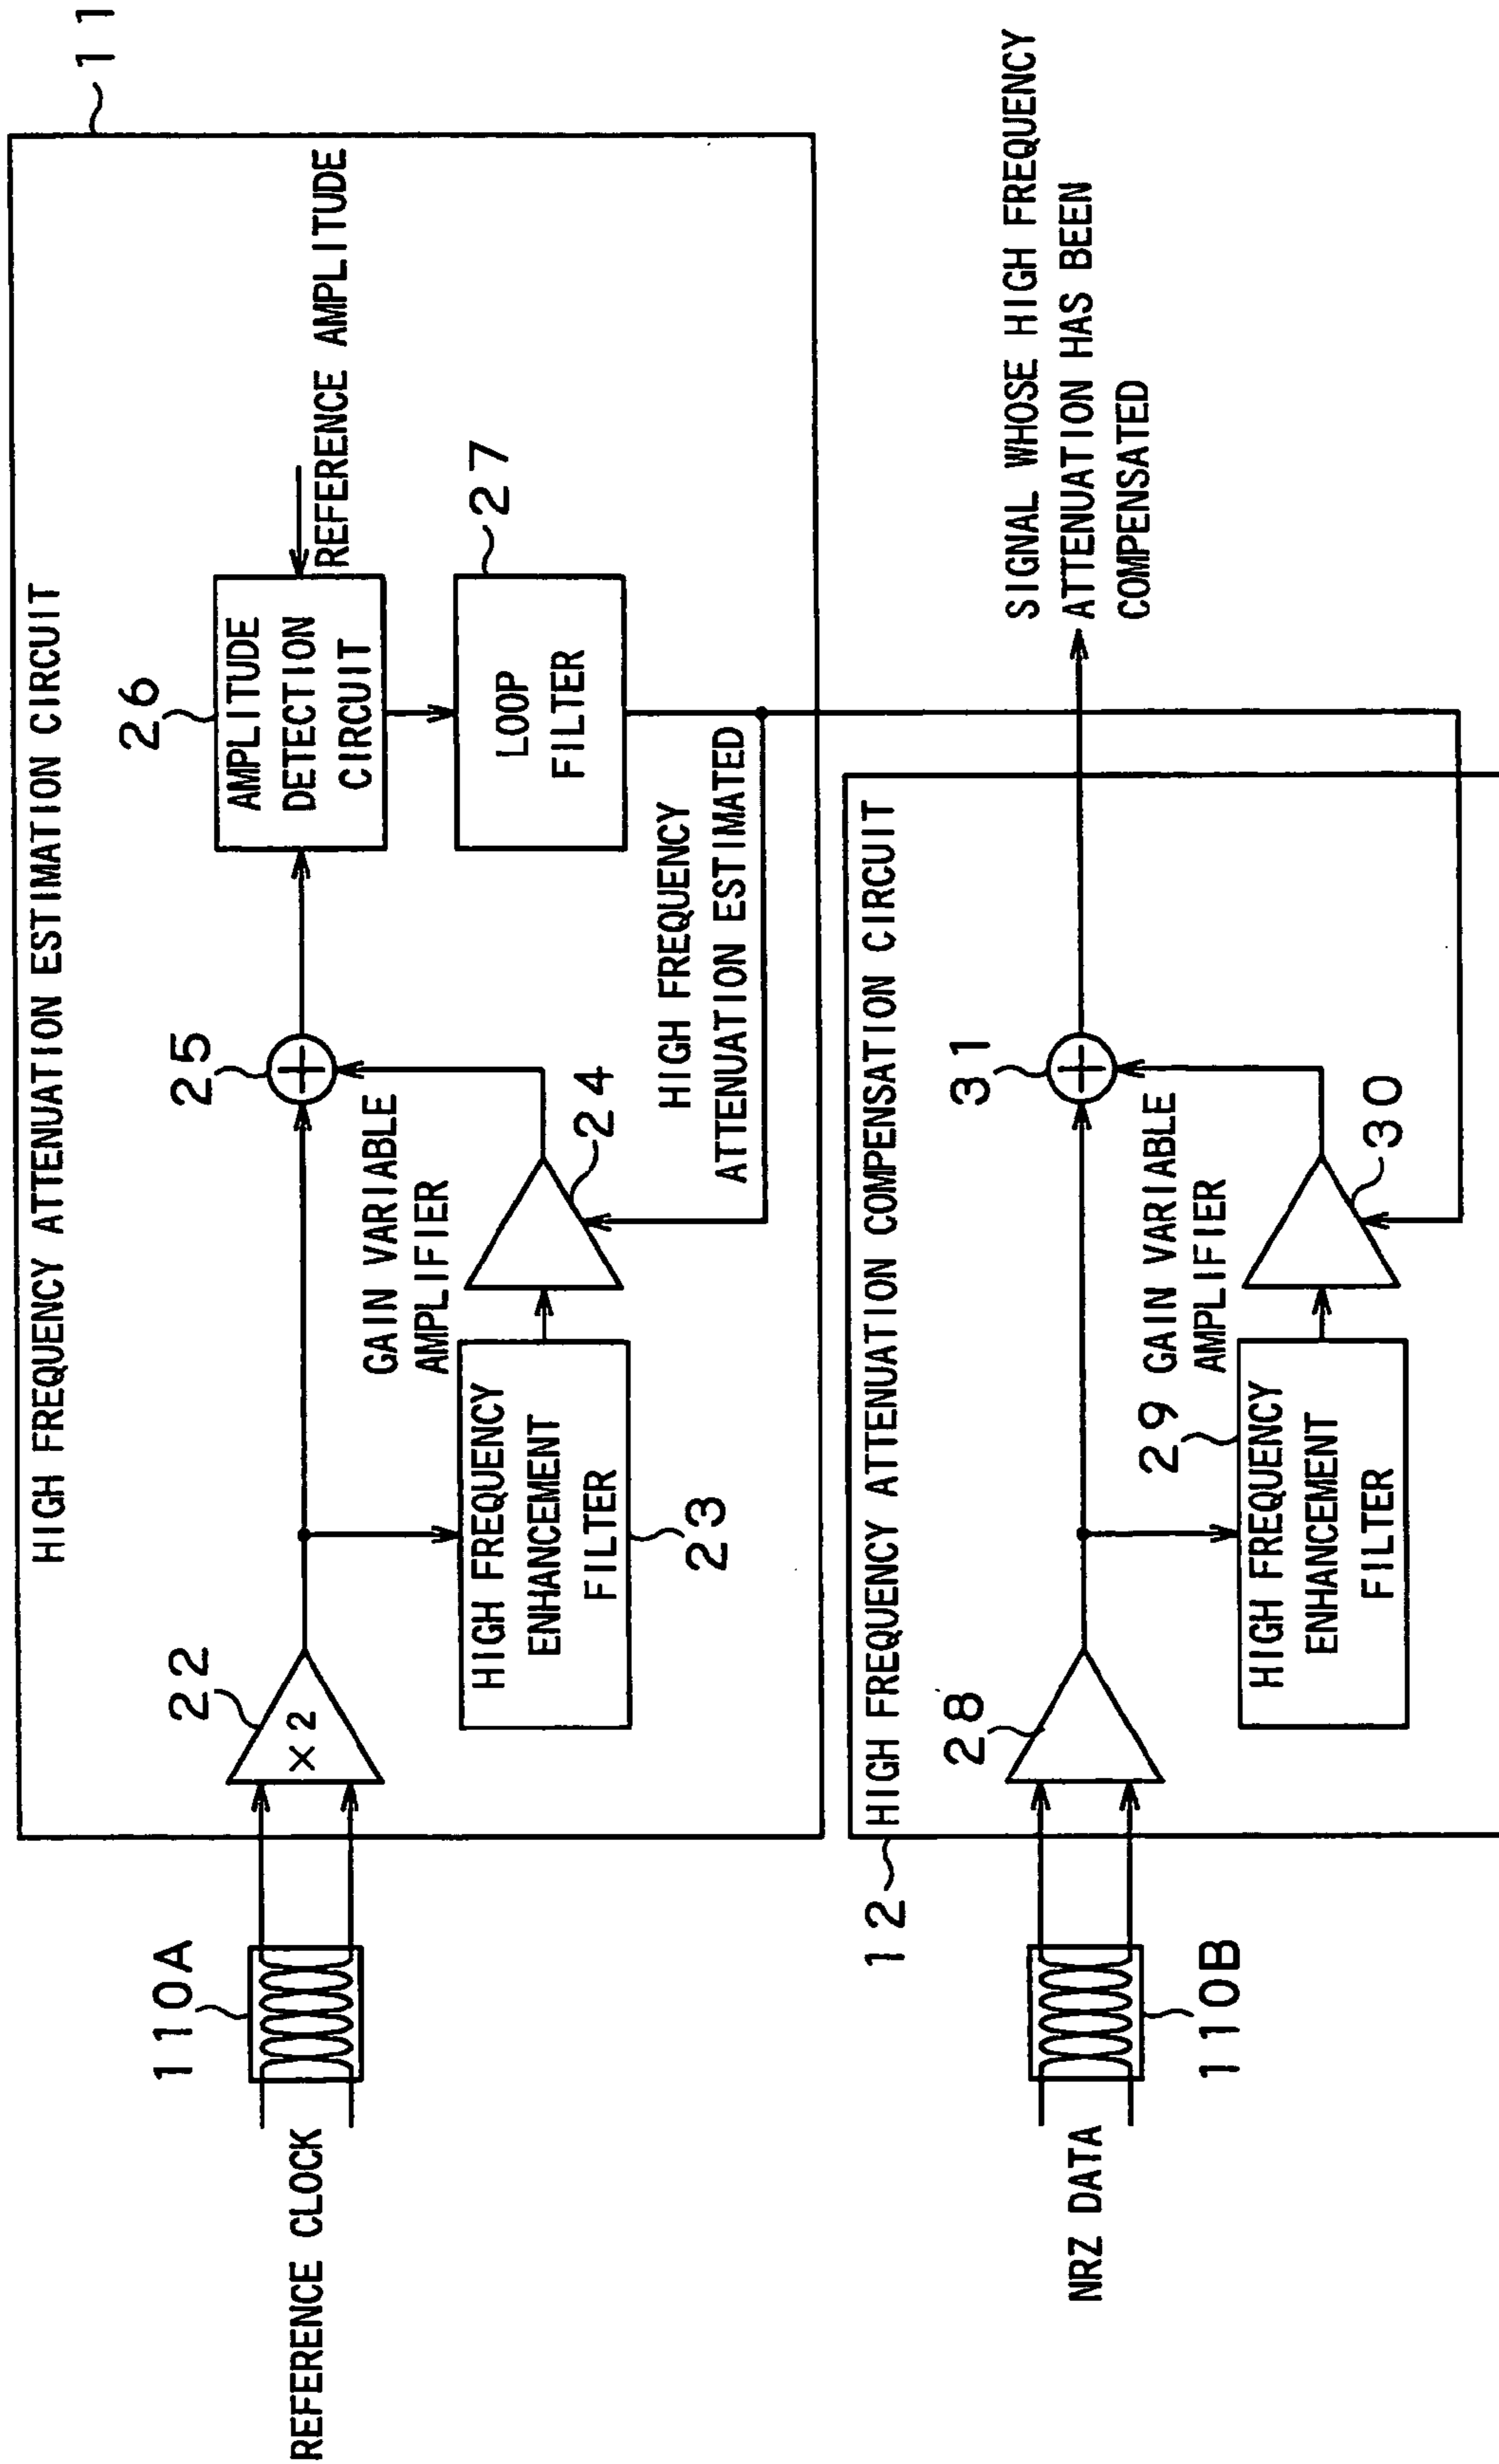 HIGH FREQUENCY ATTENUATION ESTIMATION CIRCUIT
11
110A
REFERENCE CLOCK
22
×2
25
26
AMPLITUDE
DETECTION
CIRCUIT
REFERENCE AMPLITUDE
27
LOOP
FILTER
GAIN VARIABLE
AMPLIFIER
24
HIGH FREQUENCY
ENHANCEMENT
FILTER
23
HIGH FREQUENCY
ATTENUATION ESTIMATED
HIGH FREQUENCY ATTENUATION COMPENSATION CIRCUIT
12
NRZ DATA
110B
28
31
SIGNAL WHOSE HIGH FREQUENCY
ATTENUATION HAS BEEN
COMPENSATED
29
GAIN VARIABLE
AMPLIFIER
30
HIGH FREQUENCY
ENHANCEMENT
FILTER